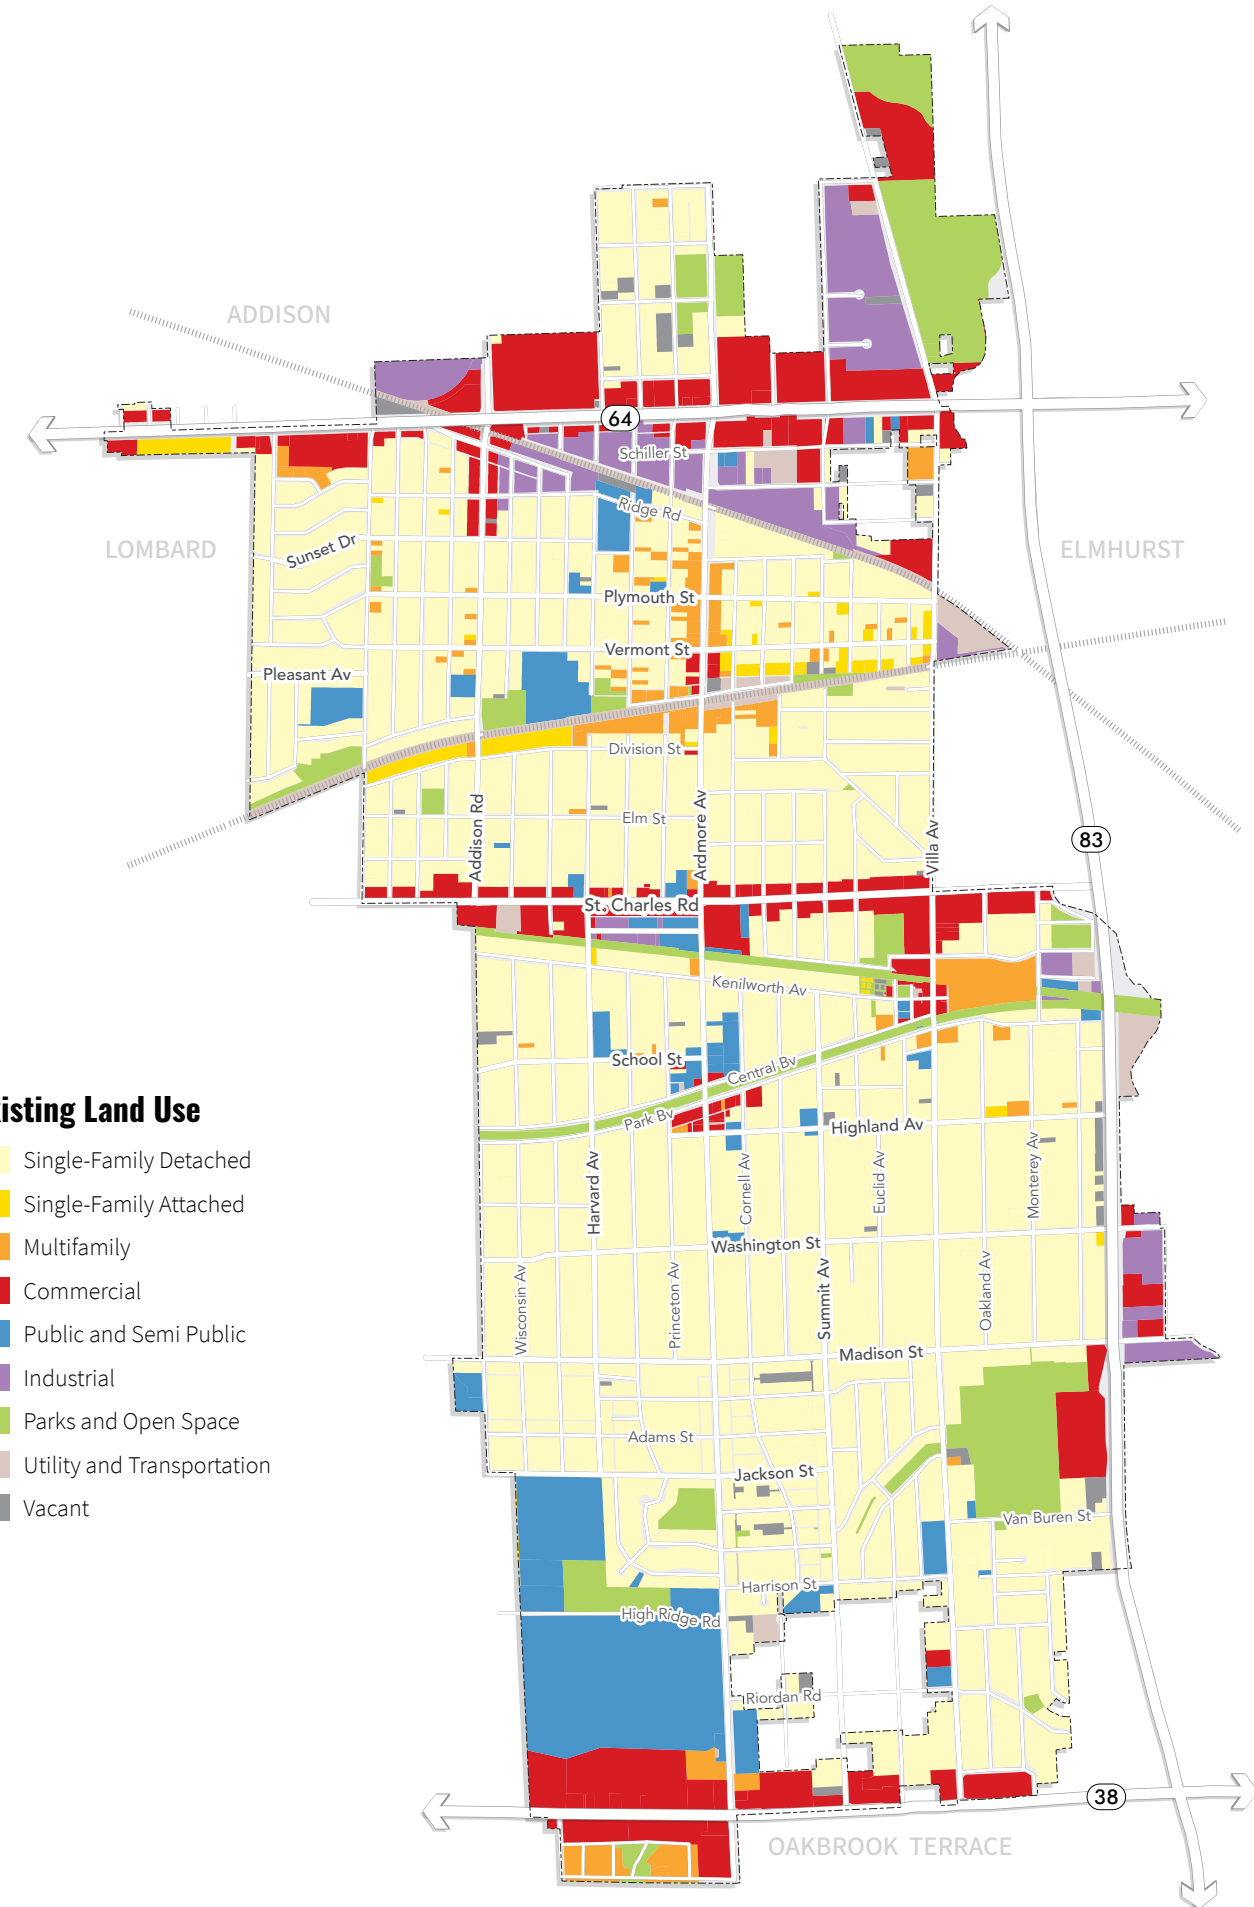 ADDISON
64
Schiller St
Ridge Rd
LOMBARD
ELMHURST
Sunset Dr
Plymouth St
Vermont St
Pleasant Av
Division St
Addison Rd
Elm St
Ardmore Av
Villa Av
83
St. Charles Rd
Kenilworth Av
School St
Central Bv
Park Bv
Highland Av
isting Land Use
Single-Family Detached
Single-Family Attached
Multifamily
Commercial
Public and Semi Public
Industrial
Parks and Open Space
Utility and Transportation
Vacant
Harvard Av
Cornell Av
Euclid Av
Monterey Av
Washington St
Wisconsin Av
Princeton Av
Summit Av
Oakland Av
Madison St
Adams St
Jackson St
Van Buren St
Harrison St
High Ridge Rd
Riordan Rd
38
OAKBROOK TERRACE